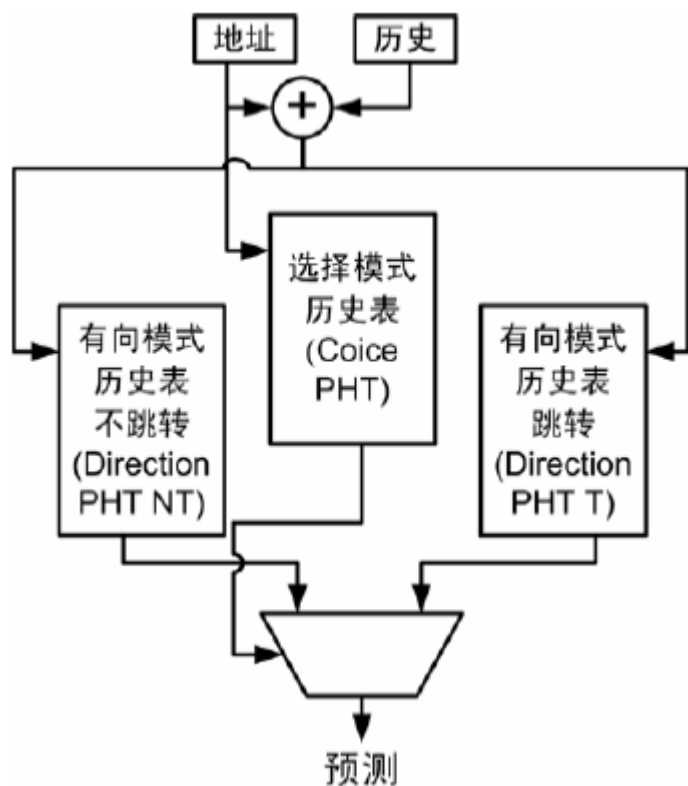 地址
历史
+
选择模式
历史表
(Coice
PHT)
有向模式
历史表
不跳转
(Direction
PHT NT)
有向模式
历史表
跳转
(Direction
PHT T)
预测